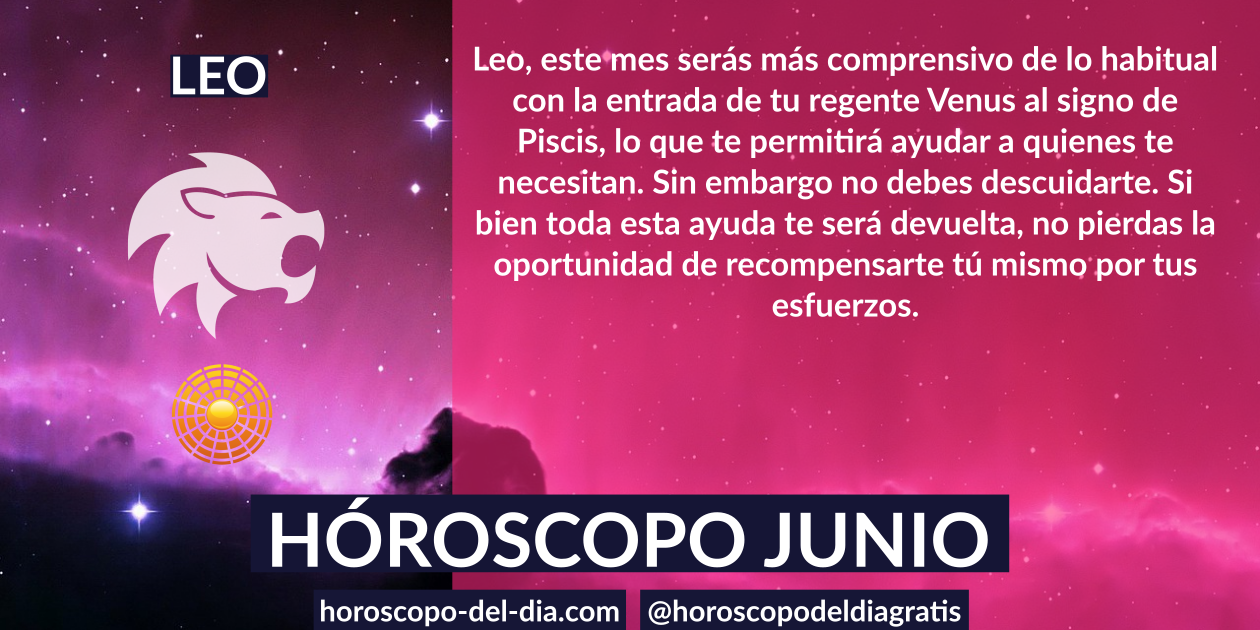 LEO
Leo, este mes serás más comprensivo de lo habitual
con la entrada de tu regente Venus al signo de
Piscis, lo que te permitirá ayudar a quienes te
necesitan. Sin embargo no debes descuidarte. Si
bien toda esta ayuda te será devuelta, no pierdas la
oportunidad de recompensarte tú mismo por tus
esfuerzos.
HÓROSCOPO JUNIO
horoscopo-del-dia.com
@horoscopodeldiagratis